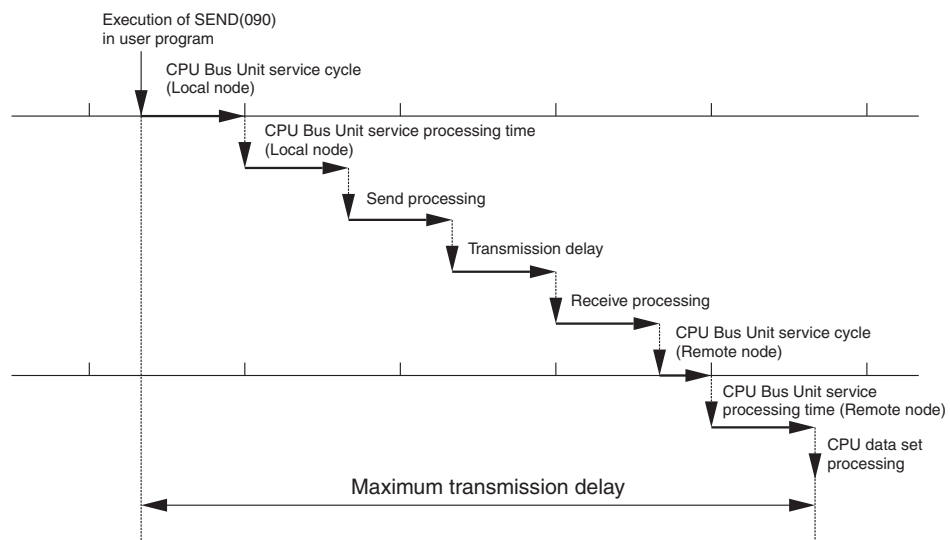 Execution of SEND(090)
in user program
CPU Bus Unit service cycle
(Local node)
CPU Bus Unit service processing time
(Local node)
Send processing
Transmission delay
Receive processing
CPU Bus Unit service cycle
(Remote node)
CPU Bus Unit service
processing time (Remote node)
CPU data set
processing
Maximum transmission delay